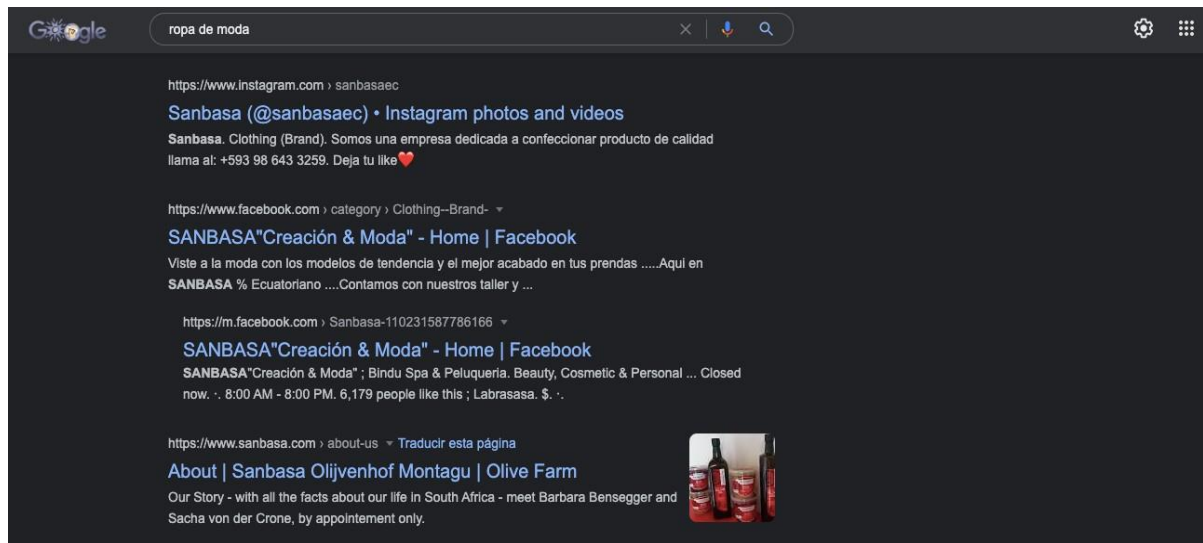 Google
ropa de moda
https://www.instagram.com › sanbasaec
Sanbasa (@sanbasaec) • Instagram photos and videos
Sanbasa. Clothing (Brand). Somos una empresa dedicada a confeccionar producto de calidad
llama al: +593 98 643 3259. Deja tu like❤️
https://www.facebook.com › category › Clothing--Brand-
SANBASA"Creación & Moda" - Home | Facebook
Viste a la moda con los modelos de tendencia y el mejor acabado en tus prendas .....Aqui en
SANBASA % Ecuatoriano ....Contamos con nuestros taller y ...
https://m.facebook.com › Sanbasa-110231587786166
SANBASA"Creación & Moda" - Home | Facebook
SANBASA"Creación & Moda" ; Bindu Spa & Peluqueria. Beauty, Cosmetic & Personal ... Closed
now. ·. 8:00 AM - 8:00 PM. 6,179 people like this ; Labrasasa. $. ·.
https://www.sanbasa.com › about-us Traducir esta página
About | Sanbasa Olijvenhof Montagu | Olive Farm
Our Story - with all the facts about our life in South Africa - meet Barbara Bensegger and
Sacha von der Crone, by appointement only.